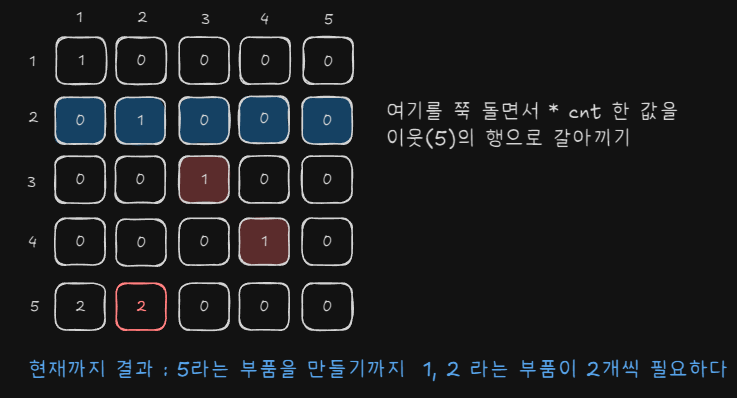 1 2 3 4 5
1 1 0 0 0 0
2 0 1 0 0 0
여기를 쭉 돌면서 * cnt 한 값을
이웃(5)의 행으로 갈아끼기
3 0 0 1 0 0
4 0 0 0 1 0
5 2 2 0 0 0
현재까지 결과 : 5라는 부품을 만들기까지 1, 2 라는 부품이 2개씩 필요하다